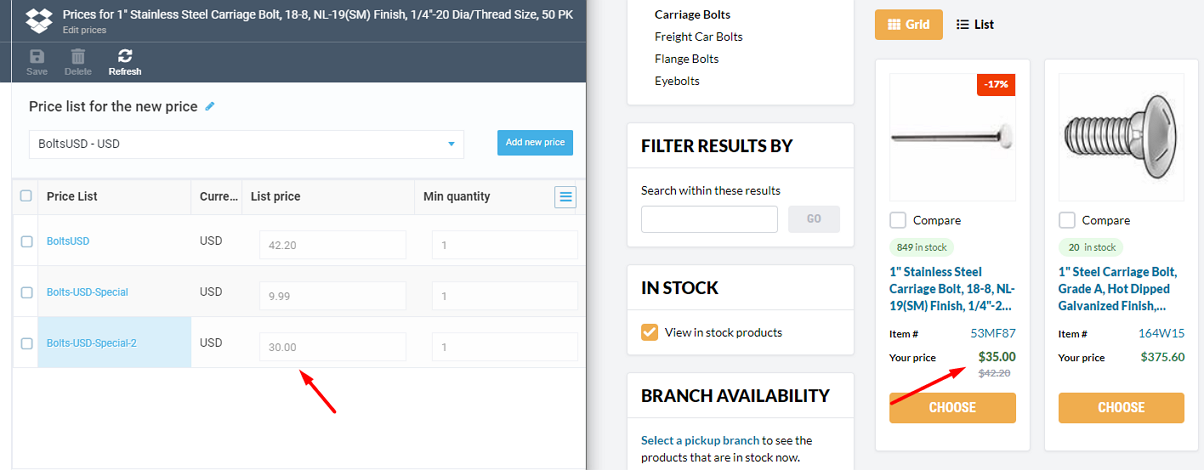 Prices for 1" Stainless Steel Carriage Bolt, 18-8, NL-19(SM) Finish, 1/4"-20 Dia/Thread Size, 50 PK
Edit prices
Save
Delete
Refresh
Price list for the new price
BoltsUSD - USD
Add new price
Price List
Curre...
List price
Min quantity
BoltsUSD
USD
42.20
1
Bolts-USD-Special
USD
9.99
1
Bolts-USD-Special-2
USD
30.00
1
Carriage Bolts
Freight Car Bolts
Flange Bolts
Eyebolts
FILTER RESULTS BY
Search within these results
GO
IN STOCK
View in stock products
BRANCH AVAILABILITY
Select a pickup branch to see the
products that are in stock now.
Grid
List
-17%
Compare
849 in stock
1" Stainless Steel
Carriage Bolt, 18-8, NL-
19(SM) Finish, 1/4"-2...
Item #
53MF87
Your price
$35.00
$42.20
CHOOSE
Compare
20 in stock
1" Steel Carriage Bolt,
Grade A, Hot Dipped
Galvanized Finish,...
Item #
164W15
Your price
$375.60
CHOOSE